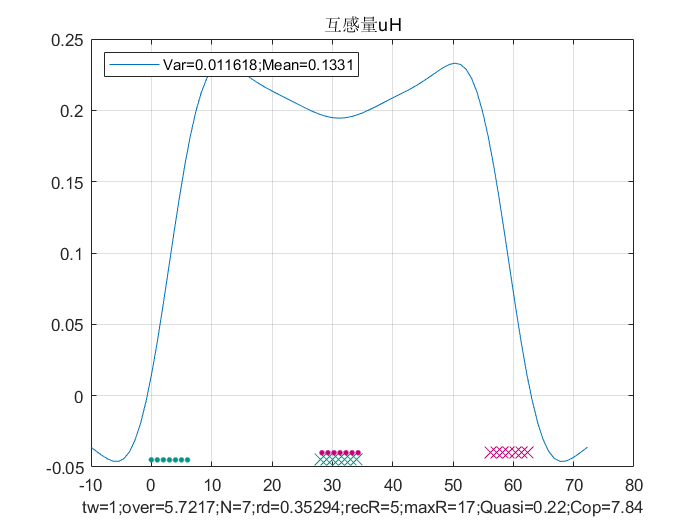 互感量uH
0.25
Var=0.011618;Mean=0.1331
0.2
0.15
0.1
0.05
0
-0.05
-10 0 10 20 30 40 50 60 70 80
tw=1;over=5.7217;N=7;rd=0.35294;recR=5;maxR=17;Quasi=0.22;Cop=7.84